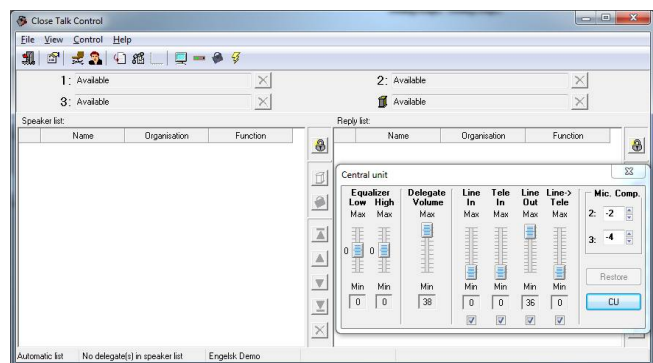 Close Talk Control
File View Control Help
1: Available
2: Available
3: Available
Available
Speaker list:
Reply list:
Name Organisation Function
Name Organisation Function
Central unit
Equalizer
Low High
Delegate Volume
Line In
Tele In
Line Out
Line-> Tele
Mic. Comp.
Max Max Max Max Max Max Max
2: -2
3: -4
0 0
Restore
Min Min Min Min Min Min Min
0 0 38 0 0 36 0
CU
Automatic list No delegate(s) in speaker list Engelsk Demo